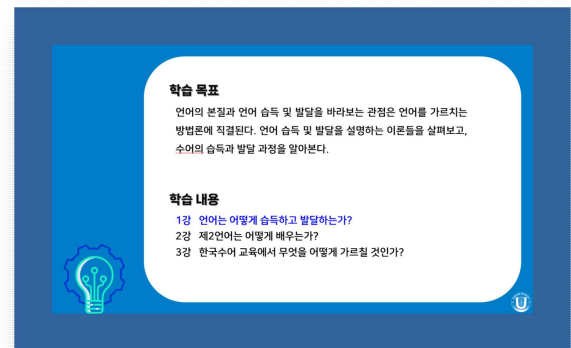 학습 목표
언어의 본질과 언어 습득 및 발달을 바라보는 관점은 언어를 가르치는
방법론에 직결된다. 언어 습득 및 발달을 설명하는 이론들을 살펴보고,
수어의 습득과 발달 과정을 알아본다.
학습 내용
1강 언어는 어떻게 습득하고 발달하는가?
2강 제2언어는 어떻게 배우는가?
3강 한국수어 교육에서 무엇을 어떻게 가르칠 것인가?